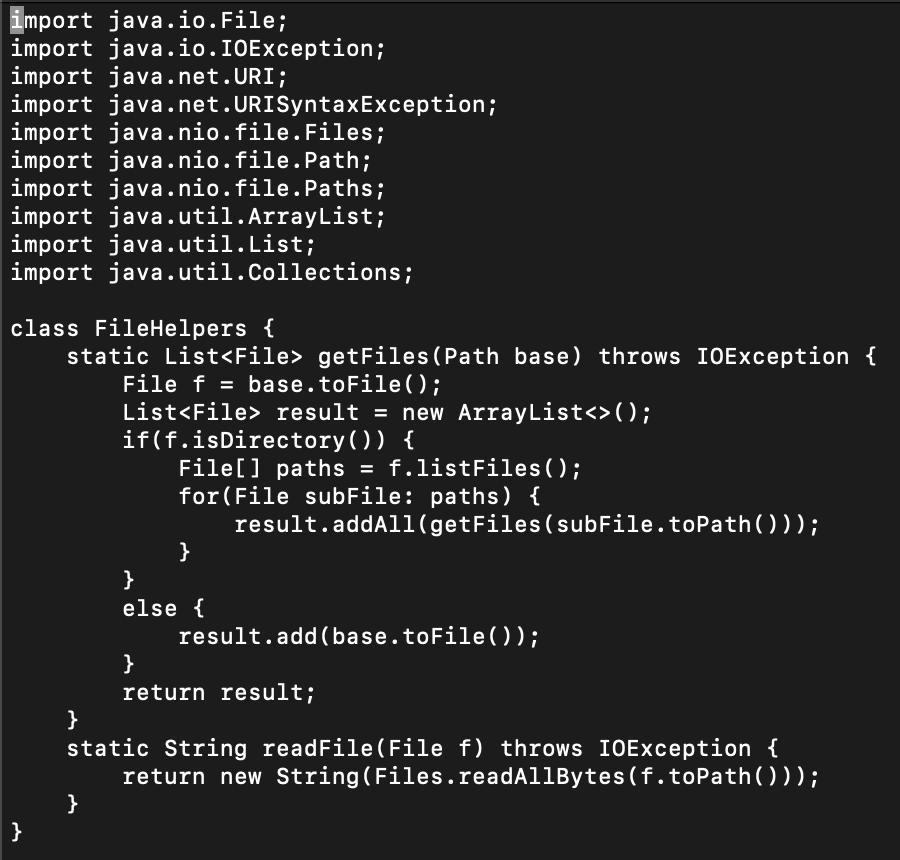 import java.io.File;
import java.io.IOException;
import java.net.URI;
import java.net.URISyntaxException;
import java.nio.file.Files;
import java.nio.file.Path;
import java.nio.file.Paths;
import java.util.ArrayList;
import java.util.List;
import java.util.Collections;

class FileHelpers {
    static List<File> getFiles(Path base) throws IOException {
        File f = base.toFile();
        List<File> result = new ArrayList<>();
        if(f.isDirectory()) {
            File[] paths = f.listFiles();
            for(File subFile: paths) {
                result.addAll(getFiles(subFile.toPath()));
            }
        }
        else {
            result.add(base.toFile());
        }
        return result;
    }
    static String readFile(File f) throws IOException {
        return new String(Files.readAllBytes(f.toPath()));
    }
}